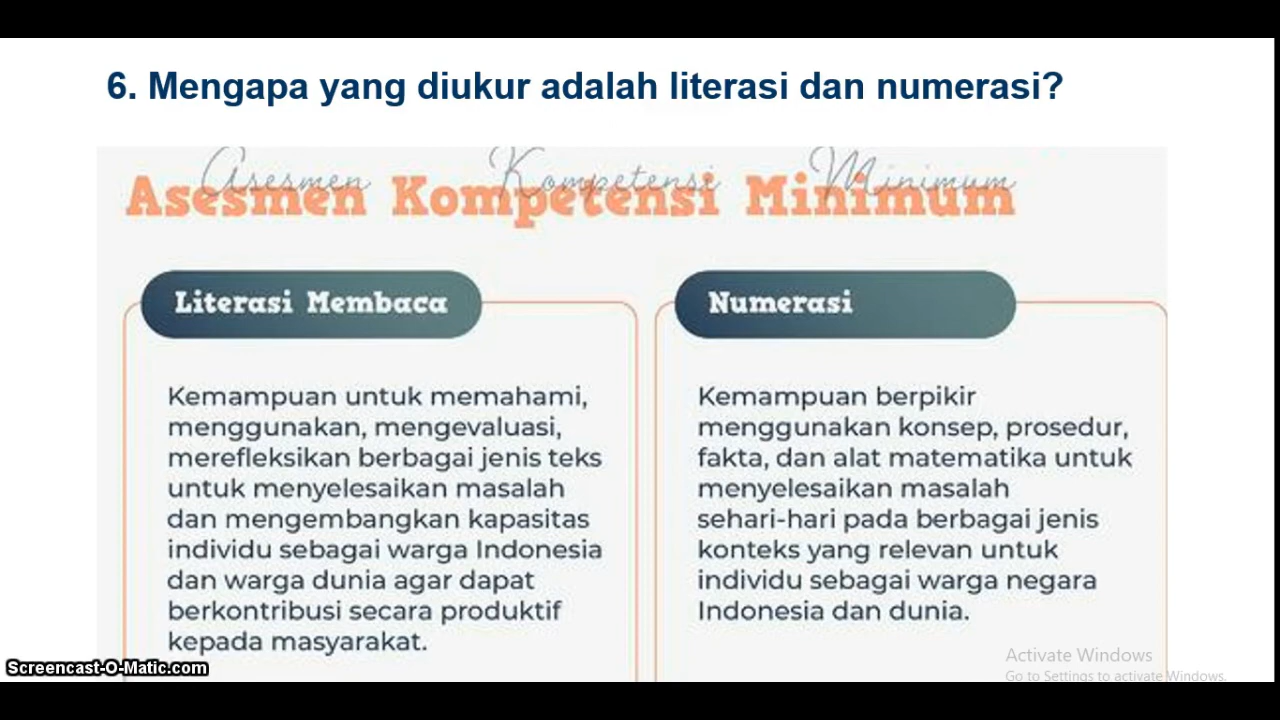 6. Mengapa yang diukur adalah literasi dan numerasi?
Asesmen Kompetensi Minimum
Asesmen Kompetensi Minimum
Literasi Membaca
Kemampuan untuk memahami,
menggunakan, mengevaluasi,
merefleksikan berbagai jenis teks
untuk menyelesaikan masalah
dan mengembangkan kapasitas
individu sebagai warga Indonesia
dan warga dunia agar dapat
berkontribusi secara produktif
kepada masyarakat.
Numerasi
Kemampuan berpikir
menggunakan konsep, prosedur,
fakta, dan alat matematika untuk
menyelesaikan masalah
sehari-hari pada berbagai jenis
konteks yang relevan untuk
individu sebagai warga negara
Indonesia dan dunia.
Activate Windows
Go to Settings to activate Windows.
Screencast-O-Matic.com